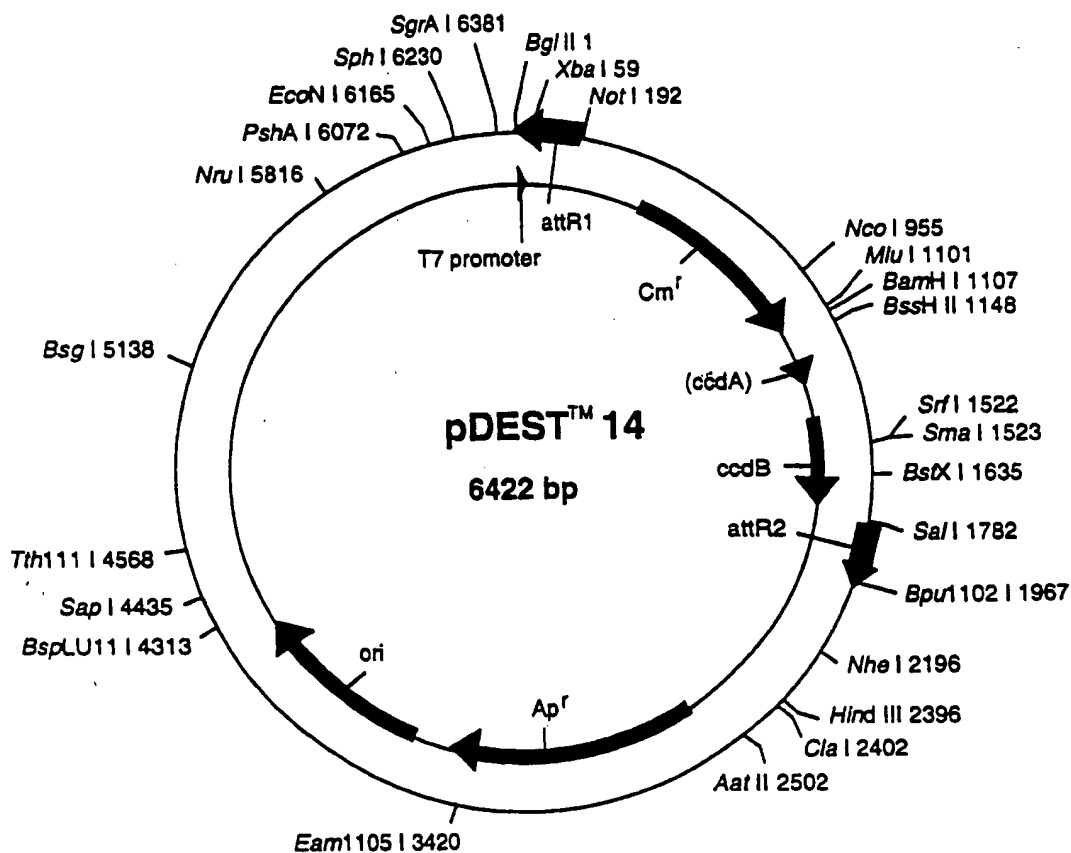 SgrA I 6381
Sph I 6230
EcoN I 6165
PshA I 6072
Nru I 5816
Bgl II 1
Xba I 59
Not I 192
attR1
T7 promoter
Cmʳ
Nco I 955
Mlu I 1101
BamH I 1107
BssH II 1148
Bsg I 5138
(ccdA)
pDEST™ 14
6422 bp
Srf I 1522
Sma I 1523
ccdB
BstX I 1635
attR2
Sal I 1782
Bpu1102 I 1967
Tth111 I 4568
Sap I 4435
BspLU11 I 4313
ori
Nhe I 2196
Apʳ
Hind III 2396
Cla I 2402
Aat II 2502
Eam1105 I 3420